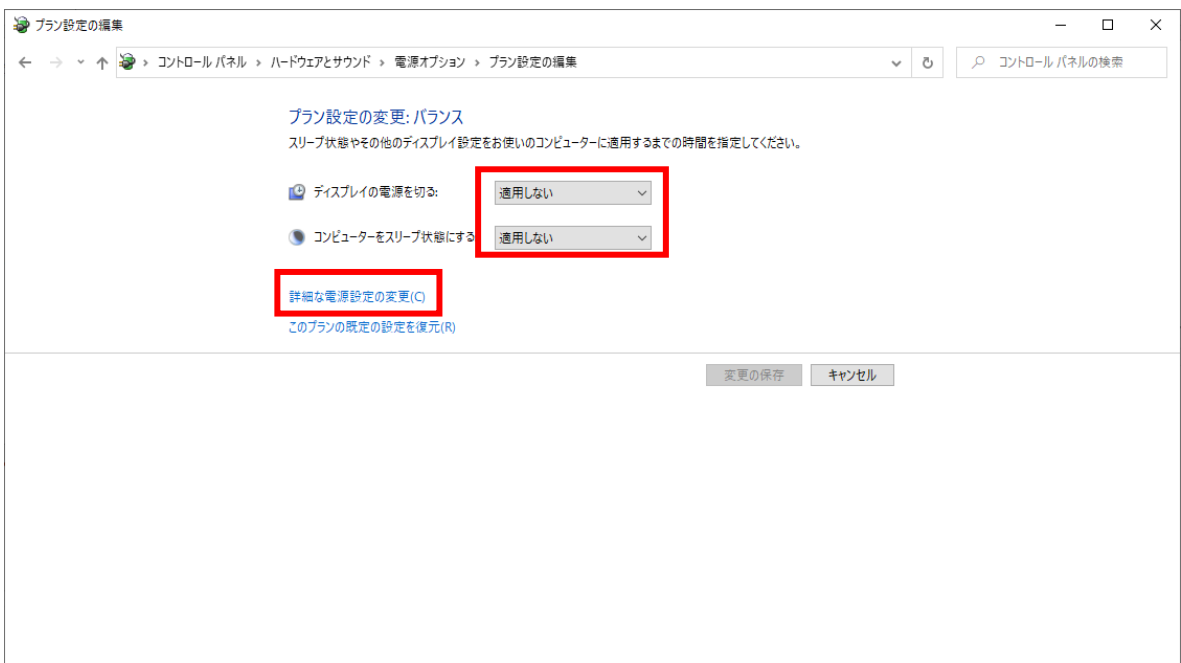 プラン設定の編集
コントロール パネル › ハードウェアとサウンド › 電源オプション › プラン設定の編集
コントロール パネルの検索
プラン設定の変更: バランス
スリープ状態やその他のディスプレイ設定をお使いのコンピューターに適用するまでの時間を指定してください。
ディスプレイの電源を切る: 適用しない
コンピューターをスリープ状態にする 適用しない
詳細な電源設定の変更(C)
このプランの既定の設定を復元(R)
変更の保存 キャンセル